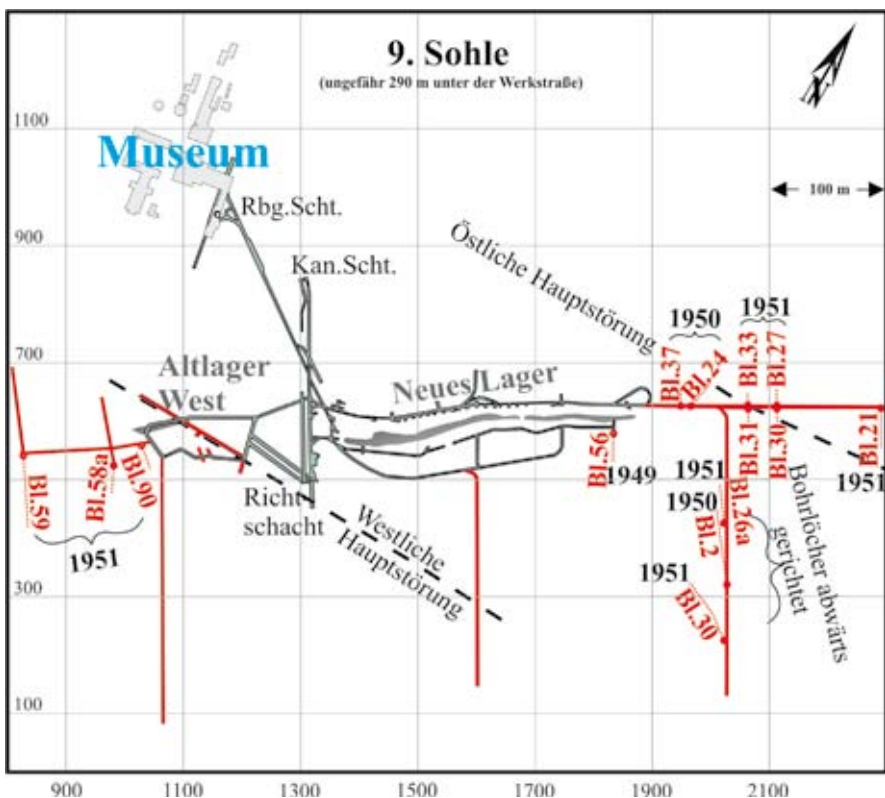 9. Sohle
(ungefähr 290 m unter der Werkstraße)
1100
Museum
100 m
Rbg.Scht.
900
Kan.Scht.
Östliche Hauptstörung
1950
1951
700
Altlager
West
Neues Lager
Bl.37
Bl.24
Bl.33
Bl.27
Bl.31
Bl.30
Bl.21
Bl.59
Bl.58a
Bl.90
1951
Bl.56
1949
1951
1950
Bl.2
Bl.26a
1951
Richt
schacht
Westliche
Hauptstörung
Bohrlöcher abwärts
gerichtet
1951
Bl.30
300
100
900
1100
1300
1500
1700
1900
2100